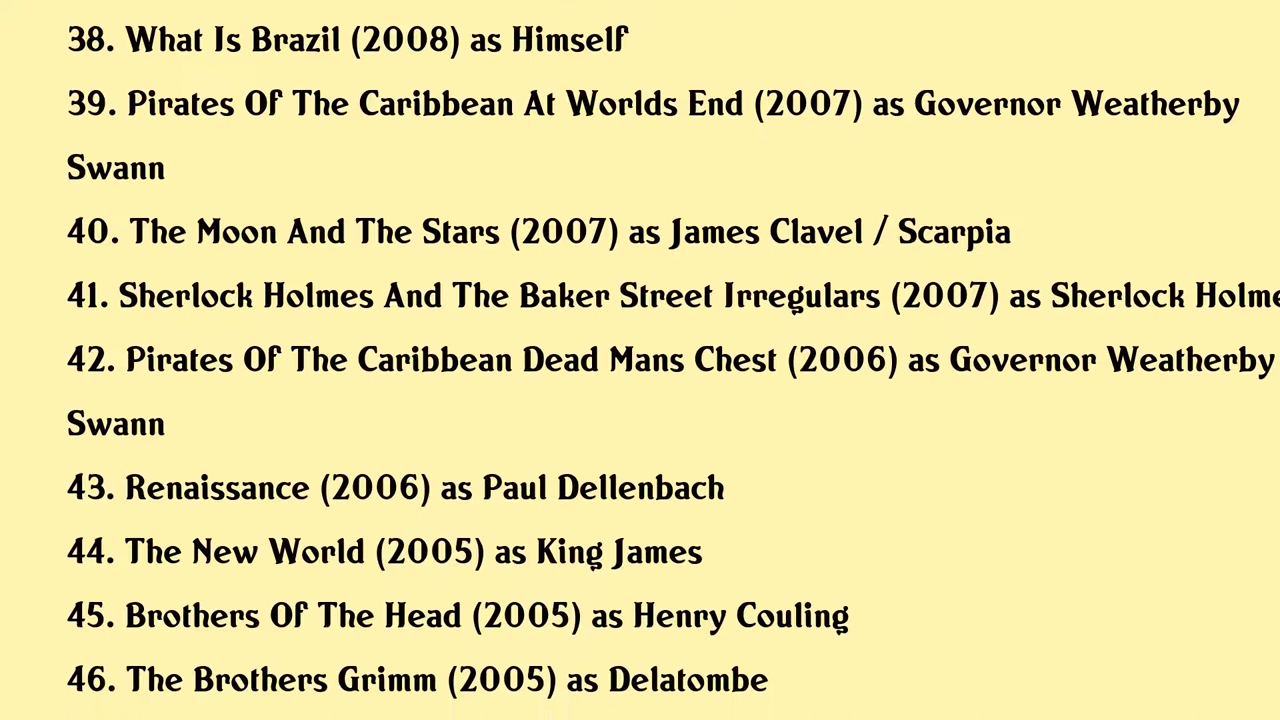 38. What Is Brazil (2008) as Himself
39. Pirates Of The Caribbean At Worlds End (2007) as Governor Weatherby
Swann
40. The Moon And The Stars (2007) as James Clavel / Scarpia
41. Sherlock Holmes And The Baker Street Irregulars (2007) as Sherlock Holme
42. Pirates Of The Caribbean Dead Mans Chest (2006) as Governor Weatherby
Swann
43. Renaissance (2006) as Paul Dellenbach
44. The New World (2005) as King James
45. Brothers Of The Head (2005) as Henry Couling
46. The Brothers Grimm (2005) as Delatombe